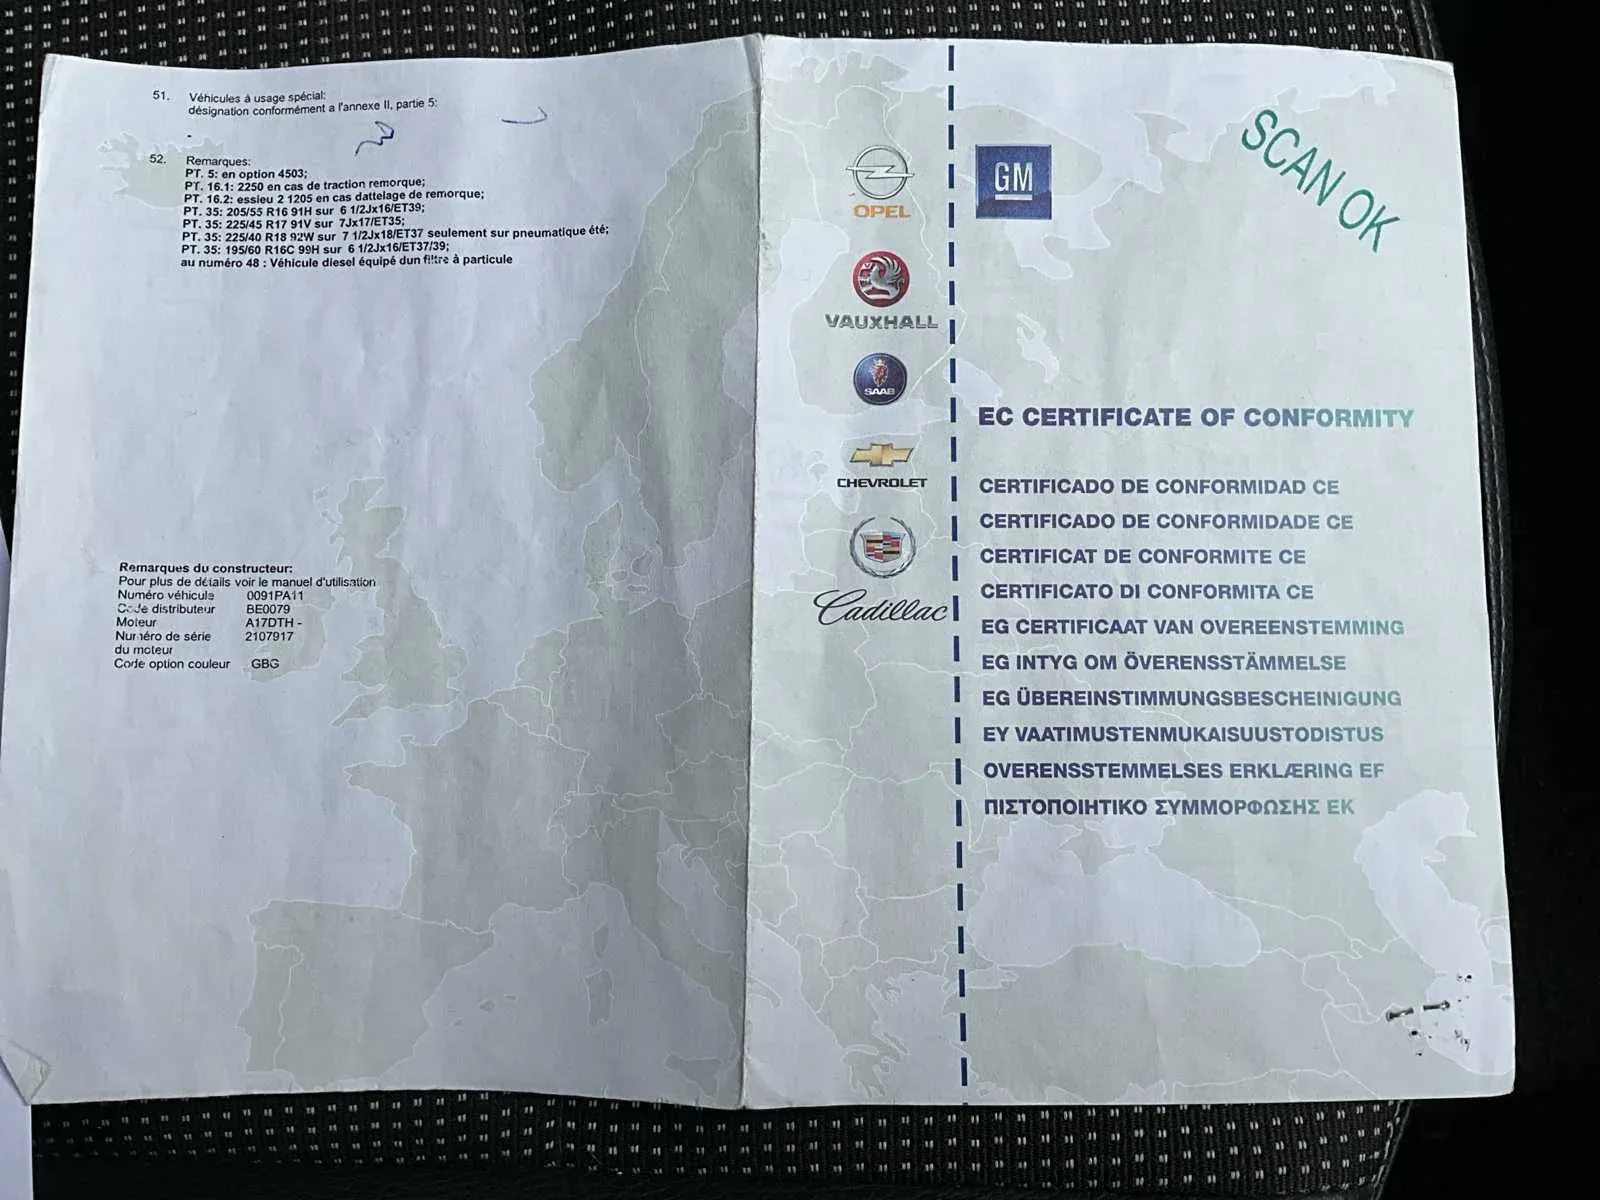 51. Véhicules à usage spécial:
désignation conformément a l'annexe II, partie 5:
-
52. Remarques:
PT. 5: en option 4503;
PT. 16.1: 2250 en cas de traction remorque;
PT. 16.2: essieu 2 1205 en cas dattelage de remorque;
PT. 35: 205/55 R16 91H sur 6 1/2Jx16/ET39;
PT. 35: 225/45 R17 91V sur 7Jx17/ET35;
PT. 35: 225/40 R18 92W sur 7 1/2Jx18/ET37 seulement sur pneumatique été;
PT. 35: 195/60 R16C 99H sur 6 1/2Jx16/ET37/39;
au numéro 48 : Véhicule diesel équipé dun filtre à particule
Remarques du constructeur:
Pour plus de détails voir le manuel d'utilisation
Numéro véhicule 0091PA11
Code distributeur BE0079
Moteur A17DTH -
Numéro de série 2107917
du moteur
Code option couleur GBG
OPEL
VAUXHALL
SAAB
CHEVROLET
Cadillac
GM
SCAN OK
EC CERTIFICATE OF CONFORMITY
CERTIFICADO DE CONFORMIDAD CE
CERTIFICADO DE CONFORMIDADE CE
CERTIFICAT DE CONFORMITE CE
CERTIFICATO DI CONFORMITA CE
EG CERTIFICAAT VAN OVEREENSTEMMING
EG INTYG OM ÖVERENSSTÄMMELSE
EG ÜBEREINSTIMMUNGSBESCHEINIGUNG
EY VAATIMUSTENMUKAISUUSTODISTUS
OVERENSSTEMMELSES ERKLÆRING EF
ΠΙΣΤΟΠΟΙΗΤΙΚΟ ΣΥΜΜΟΡΦΩΣΗΣ ΕΚ